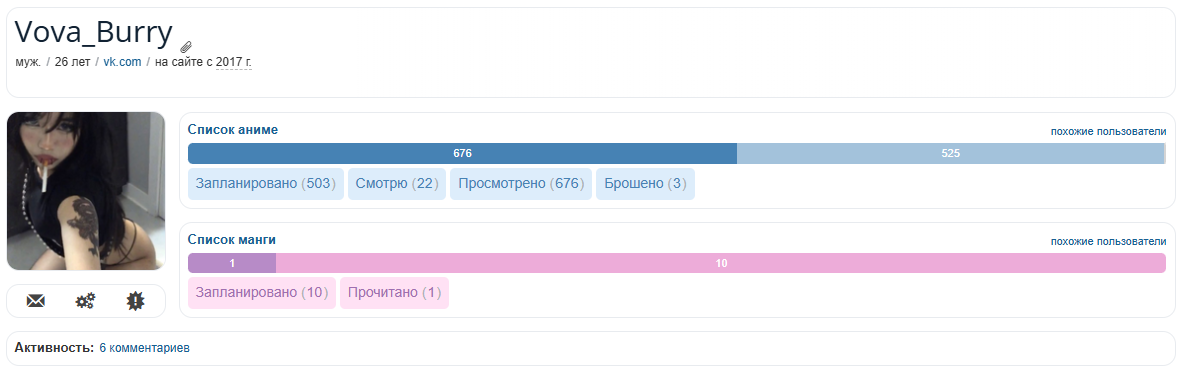 Vova_Burry
муж. / 26 лет / vk.com / на сайте с 2017 г.
Список аниме
похожие пользователи
676 525
Запланировано (503) Смотрю (22) Просмотрено (676) Брошено (3)
Список манги
похожие пользователи
1 10
Запланировано (10) Прочитано (1)
Активность: 6 комментариев